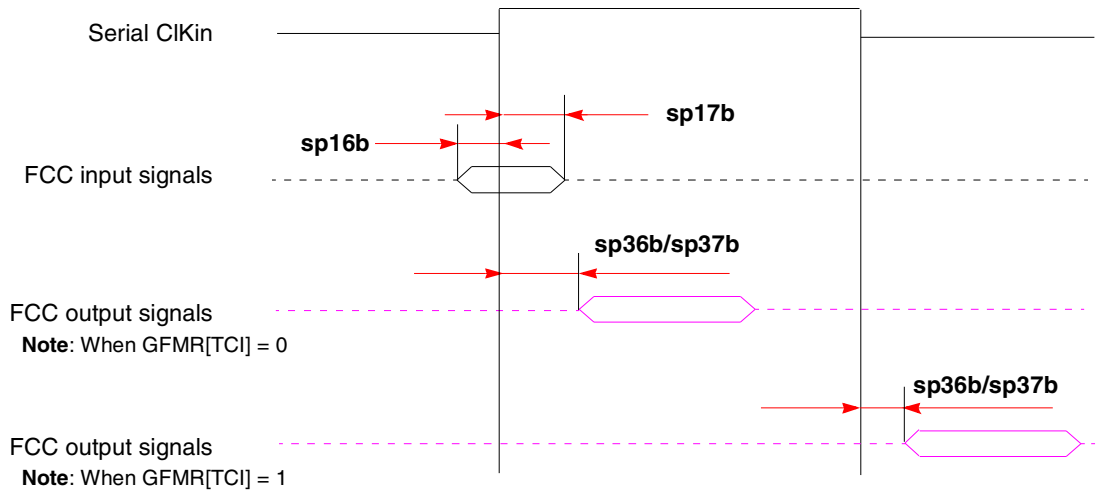 Serial ClKin
sp17b
sp16b
FCC input signals
sp36b/sp37b
FCC output signals
Note: When GFMR[TCI] = 0
sp36b/sp37b
FCC output signals
Note: When GFMR[TCI] = 1